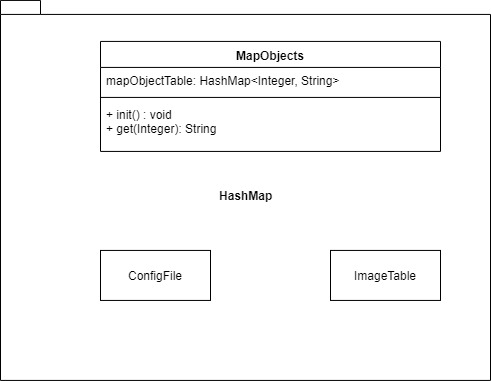 MapObjects
mapObjectTable: HashMap<Integer, String>
+ init() : void
+ get(Integer): String
HashMap
ConfigFile
ImageTable